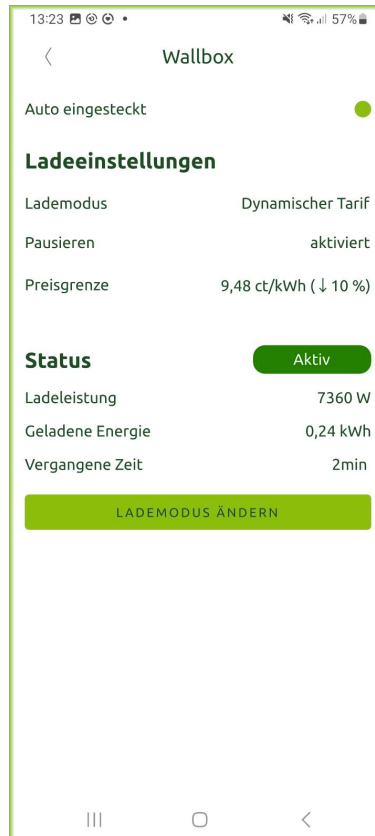 13:23 57%
Wallbox
Auto eingesteckt
Ladeeinstellungen
Lademodus Dynamischer Tarif
Pausieren aktiviert
Preisgrenze 9,48 ct/kWh (↓10 %)
Status Aktiv
Ladeleistung 7360 W
Geladene Energie 0,24 kWh
Vergangene Zeit 2min
LADEMODUS ÄNDERN